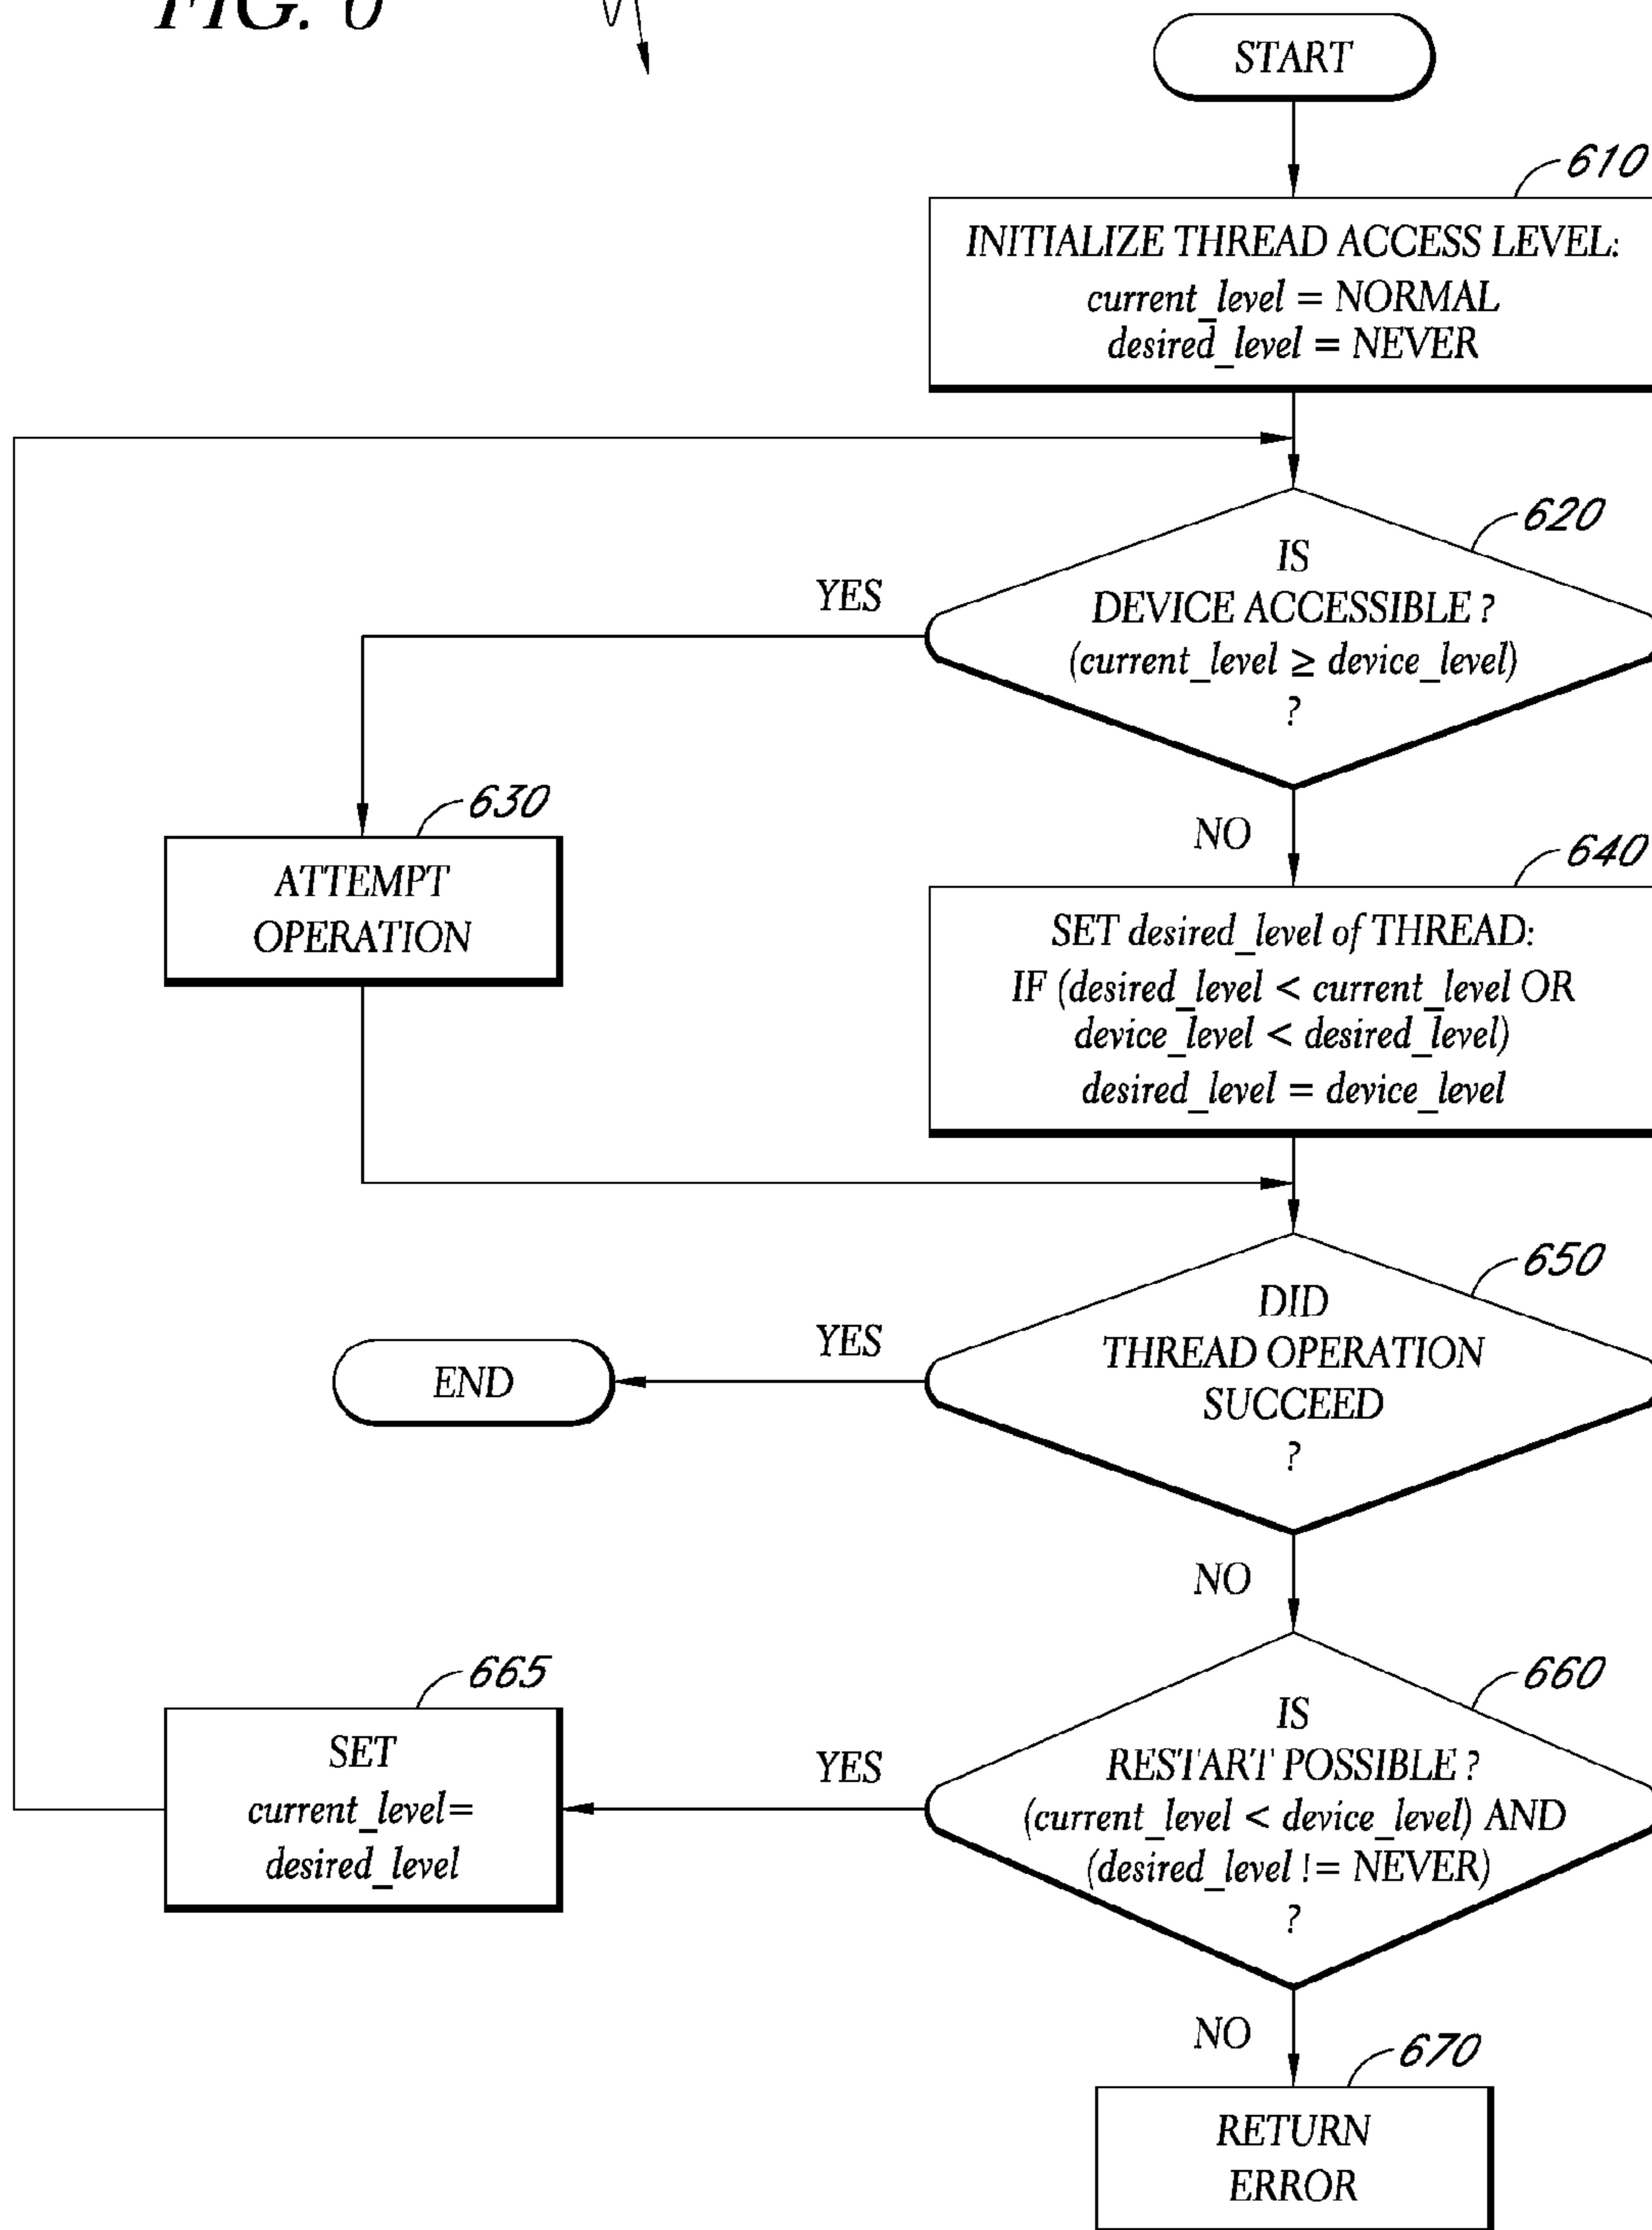 FIG. 6
START
610
INITIALIZE THREAD ACCESS LEVEL:
current_level = NORMAL
desired_level = NEVER
620
IS
DEVICE ACCESSIBLE ?
(current_level ≥ device_level)
?
YES
NO
630
ATTEMPT
OPERATION
640
SET desired_level of THREAD:
IF (desired_level < current_level OR
device_level < desired_level)
desired_level = device_level
650
DID
THREAD OPERATION
SUCCEED
?
YES
END
NO
660
IS
RESTART POSSIBLE ?
(current_level < device_level) AND
(desired_level != NEVER)
?
YES
665
SET
current_level=
desired_level
NO
670
RETURN
ERROR